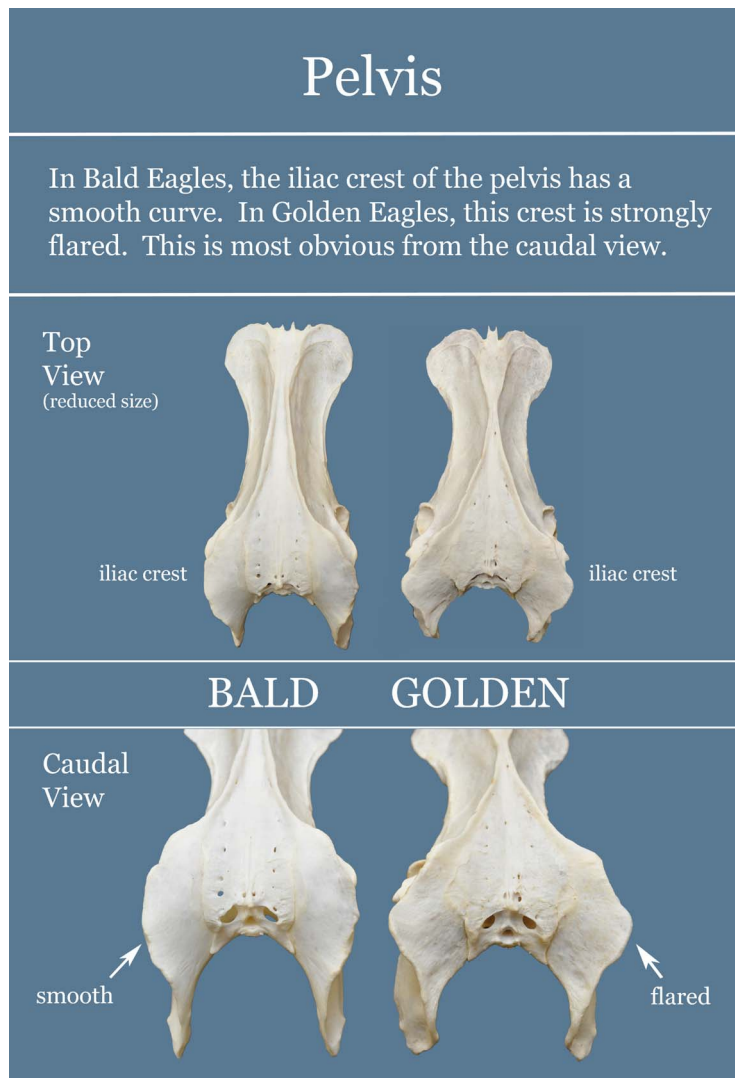 Pelvis
In Bald Eagles, the iliac crest of the pelvis has a
smooth curve.  In Golden Eagles, this crest is strongly
flared.  This is most obvious from the caudal view.
Top
View
(reduced size)
iliac crest
iliac crest
BALD
GOLDEN
Caudal
View
smooth
flared